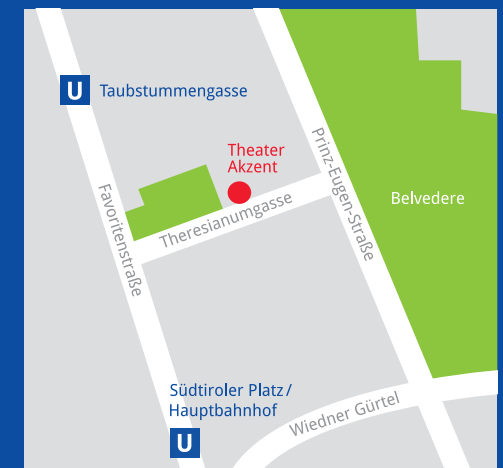 U Taubstummengasse
Theater
Akzent
Prinz-Eugen-Straße
Belvedere
Favoritenstraße
Theresianumgasse
Südtiroler Platz/
Hauptbahnhof
Wiedner Gürtel
U